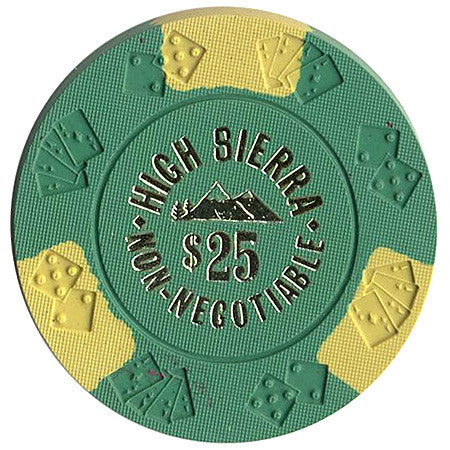 HIGH SIERRA
$25
NON-NEGOTIABLE